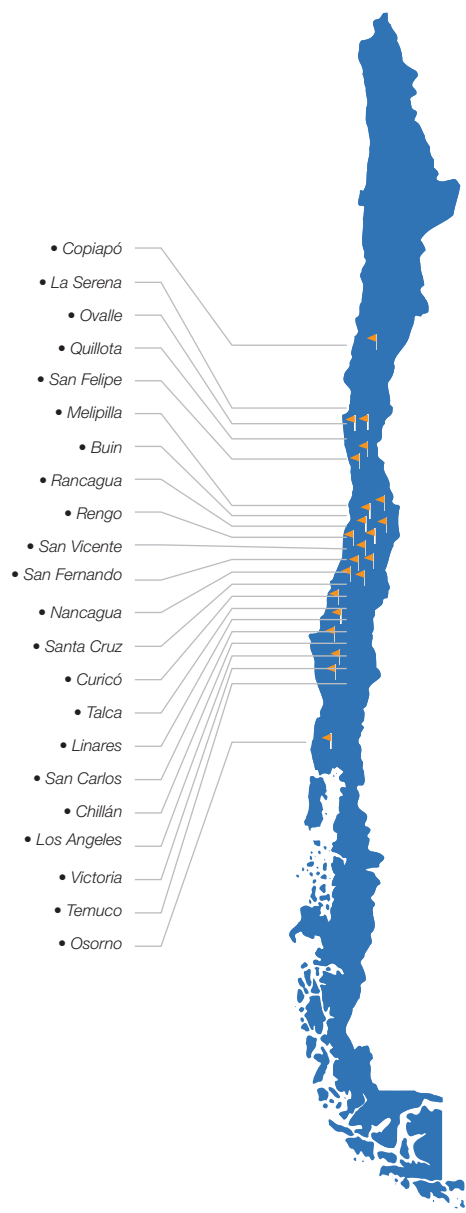 • Copiapó
• La Serena
• Ovalle
• Quillota
• San Felipe
• Melipilla
• Buin
• Rancagua
• Rengo
• San Vicente
• San Fernando
• Nancagua
• Santa Cruz
• Curicó
• Talca
• Linares
• San Carlos
• Chillán
• Los Angeles
• Victoria
• Temuco
• Osorno